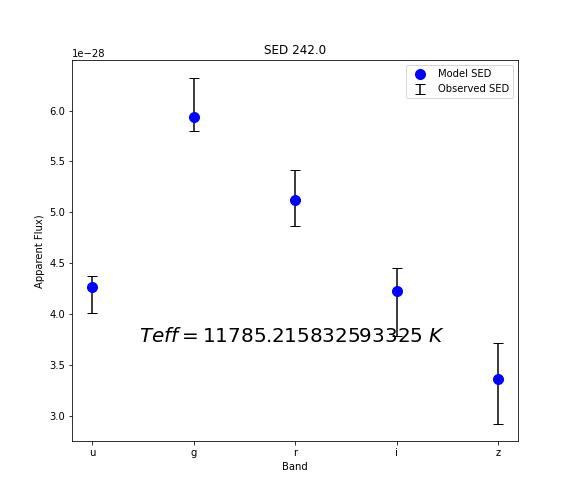 SED 242.0
1e−28
Model SED
Observed SED
6.0
5.5
5.0
4.5
4.0
3.5
3.0
Apparent Flux)
Teff = 11785.215832593325 K
u g r i z
Band